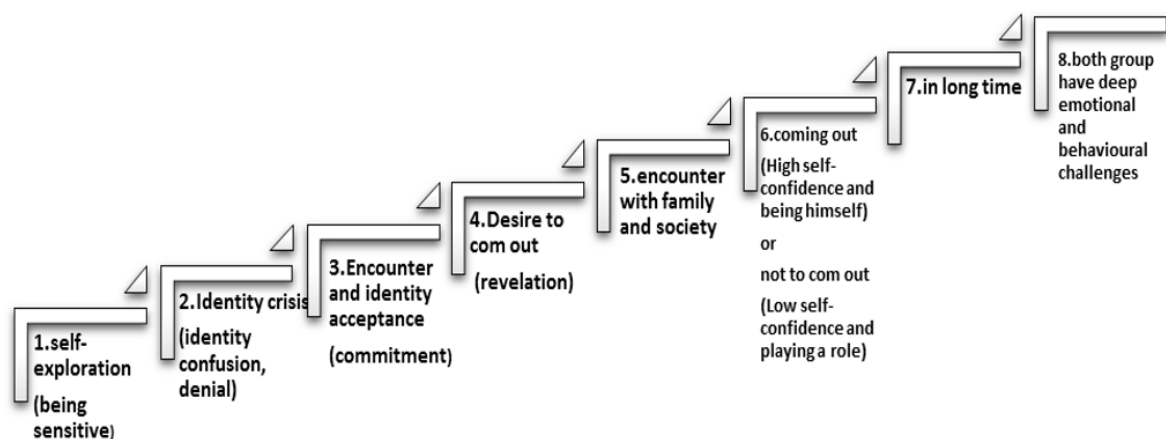 1.self-
exploration
(being
sensitive)
2.Identity crisis
(identity
confusion,
denial)
3.Encounter
and identity
acceptance
(commitment)
4.Desire to
com out
(revelation)
5.encounter
with family
and society
6.coming out
(High self-
confidence and
being himself)
or
not to com out
(Low self-
confidence and
playing a role)
7.in long time
8.both group
have deep
emotional
and
behavioural
challenges